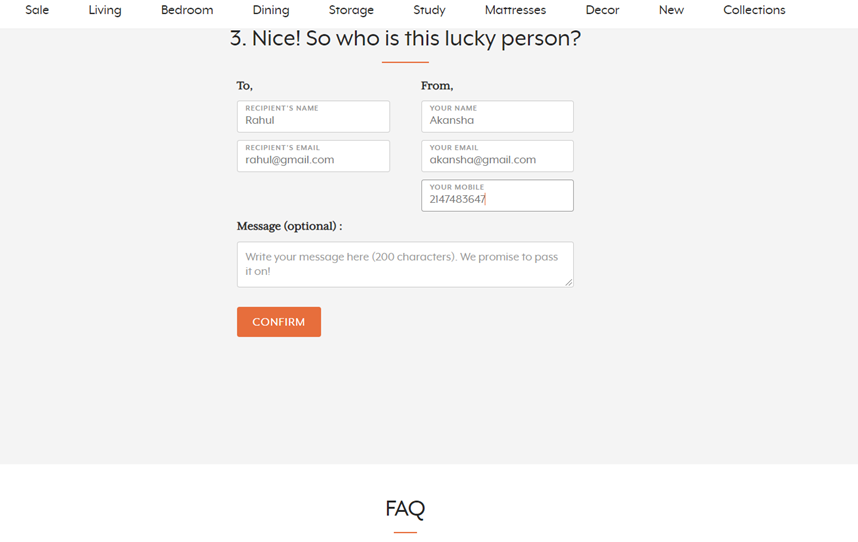 Sale Living Bedroom Dining Storage Study Mattresses Decor New Collections
3. Nice! So who is this lucky person?
To,
RECIPIENT'S NAME
Rahul
RECIPIENT'S EMAIL
rahul@gmail.com
From,
YOUR NAME
Akansha
YOUR EMAIL
akansha@gmail.com
YOUR MOBILE
2147483647
Message (optional) :
Write your message here (200 characters). We promise to pass
it on!
CONFIRM
FAQ